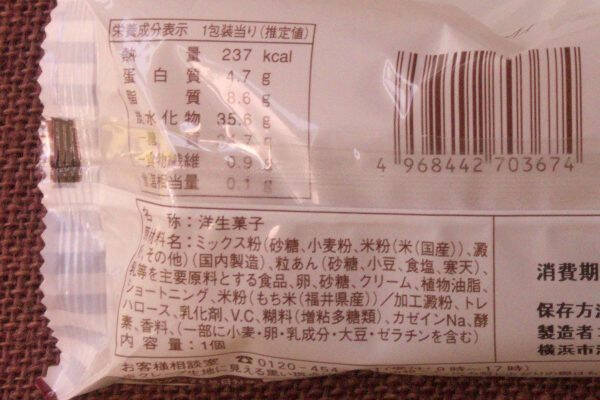 栄養成分表示 1包装当り(推定値)
熱量 237 kcal
蛋白質 4.7 g
脂質 8.6 g
炭水化物 35.6 g
g
0.9 g
相当量 0.1 g
4 968442 703674
名称:洋生菓子
原材料名:ミックス粉(砂糖、小麦粉、米粉(米(国産))、澱
粉、その他)(国内製造)、粒あん(砂糖、小豆、食塩、寒天)、
乳等を主要原料とする食品、卵、砂糖、クリーム、植物油脂、
ショートニング、米粉(もち米(福井県産))/加工澱粉、トレ
ハロース、乳化剤、V.C、糊料(増粘多糖類)、カゼインNa、酵
素、香料、(一部に小麦・卵・乳成分・大豆・ゼラチンを含む)
内容量:1個
消費期
保存方
製造者
横浜市
お客様相談室 ☎0120-454
9時〜17時)